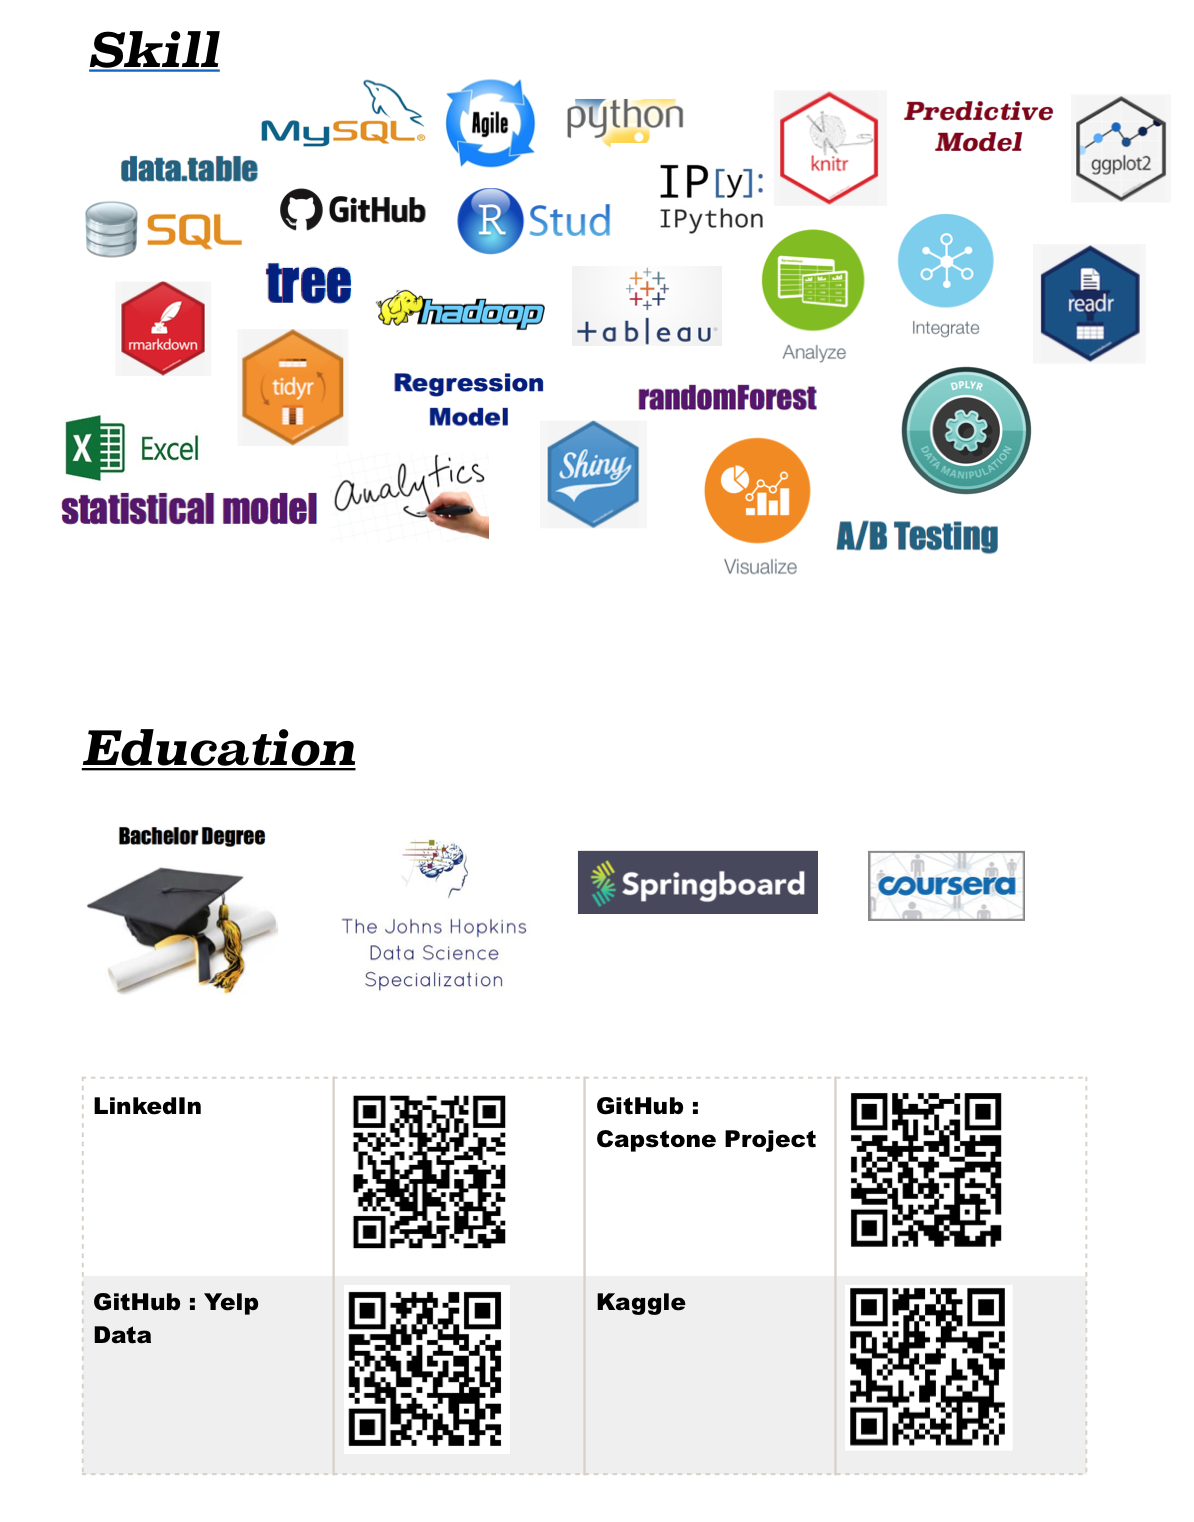 Skill
MySQL®
Agile
python
knitr
Predictive
Model
ggplot2
data.table
IP[y]:
IPython
SQL
GitHub
R Stud
tree
hadoop
tableau
Analyze
Integrate
readr
rmarkdown
tidyr
Regression
Model
randomForest
DPLYR
DATA MANIPULATION
X Excel
Shiny
analytics
statistical model
Visualize
A/B Testing
Education
Bachelor Degree
The Johns Hopkins
Data Science
Specialization
Springboard
coursera
LinkedIn
GitHub :
Capstone Project
GitHub : Yelp
Data
Kaggle